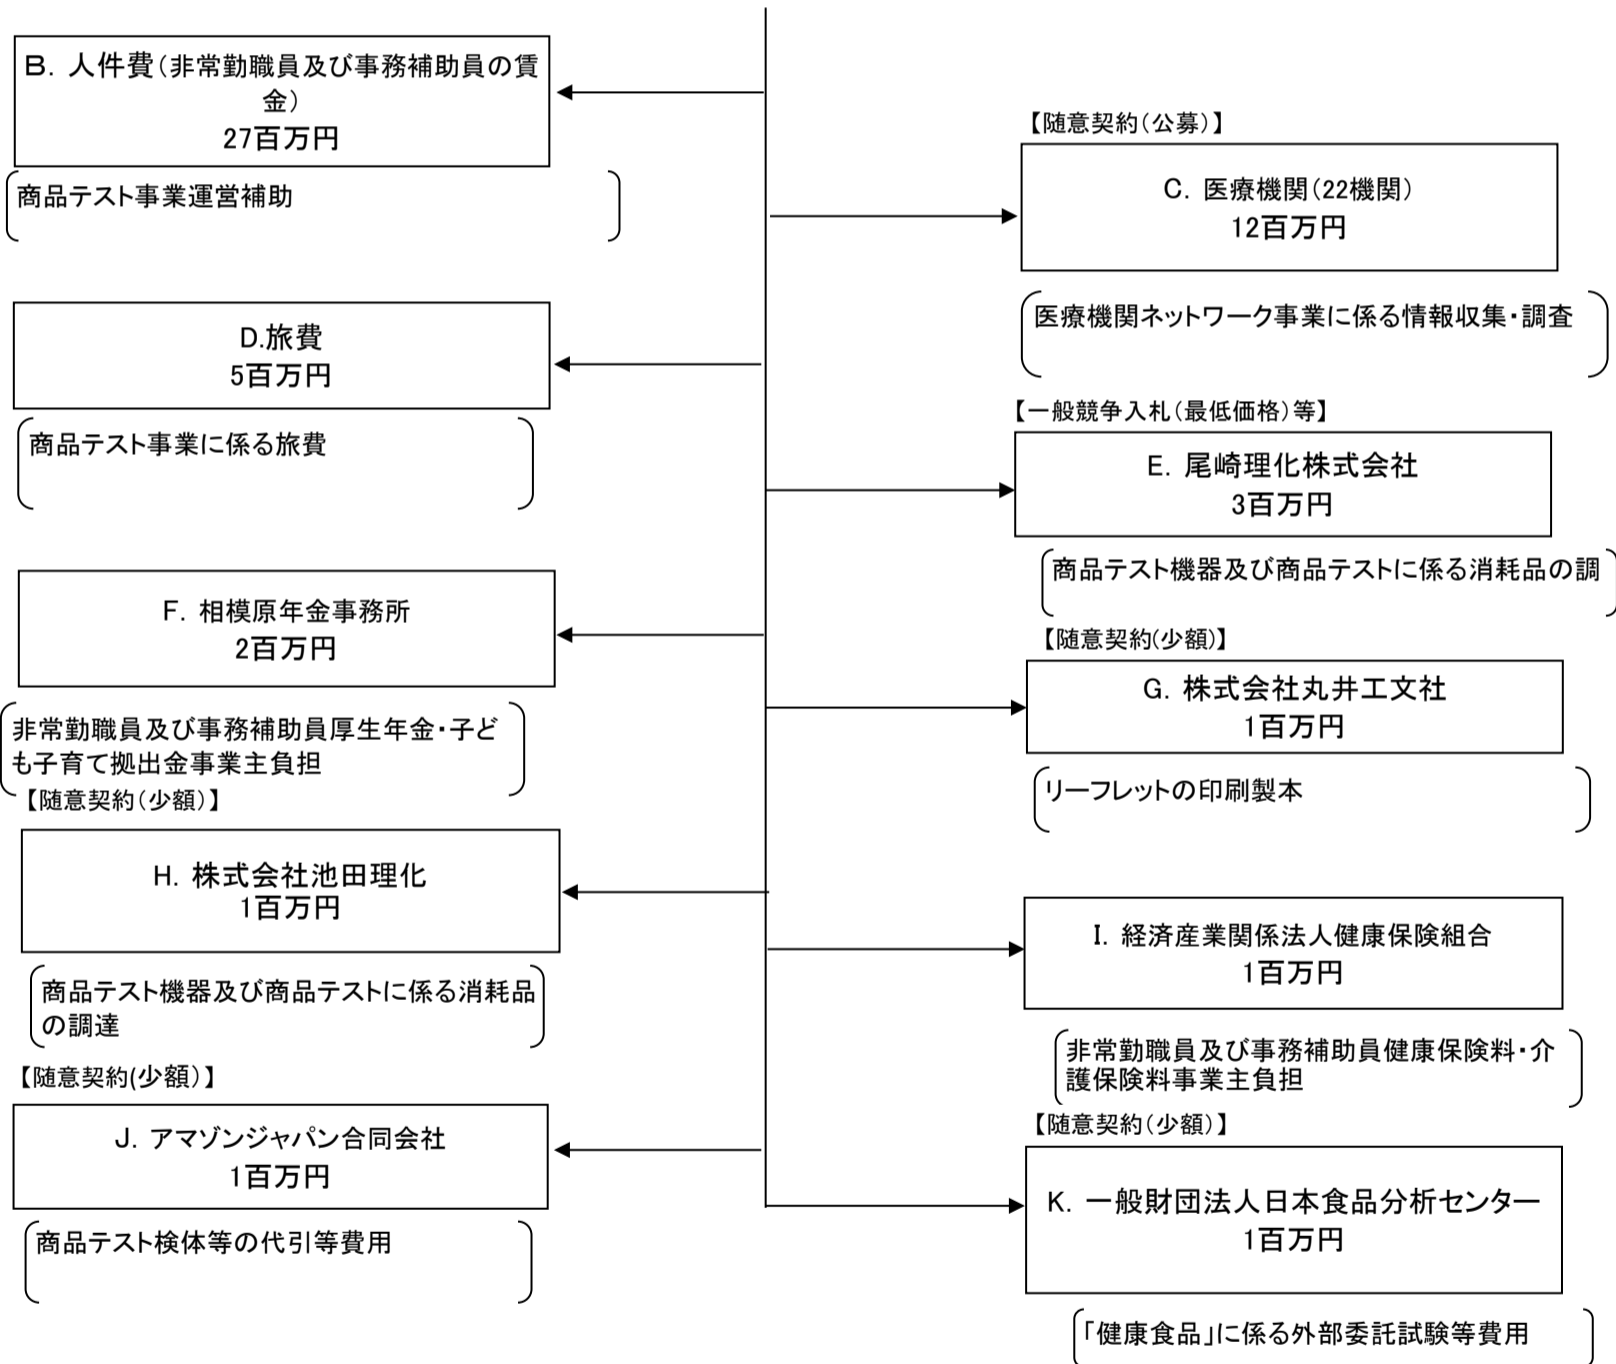 B. 人件費（非常勤職員及び事務補助員の賃
金）
27百万円
商品テスト事業運営補助
【随意契約（公募）】
C. 医療機関（22機関）
12百万円
医療機関ネットワーク事業に係る情報収集・調査
D.旅費
5百万円
商品テスト事業に係る旅費
【一般競争入札（最低価格）等】
E. 尾崎理化株式会社
3百万円
商品テスト機器及び商品テストに係る消耗品の調
F. 相模原年金事務所
2百万円
非常勤職員及び事務補助員厚生年金・子ど
も子育て拠出金事業主負担
【随意契約(少額)】
G. 株式会社丸井工文社
1百万円
リーフレットの印刷製本
【随意契約（少額）】
H. 株式会社池田理化
1百万円
商品テスト機器及び商品テストに係る消耗品
の調達
I. 経済産業関係法人健康保険組合
1百万円
非常勤職員及び事務補助員健康保険料・介
護保険料事業主負担
【随意契約(少額）】
J. アマゾンジャパン合同会社
1百万円
商品テスト検体等の代引等費用
【随意契約（少額）】
K. 一般財団法人日本食品分析センター
1百万円
「健康食品」に係る外部委託試験等費用